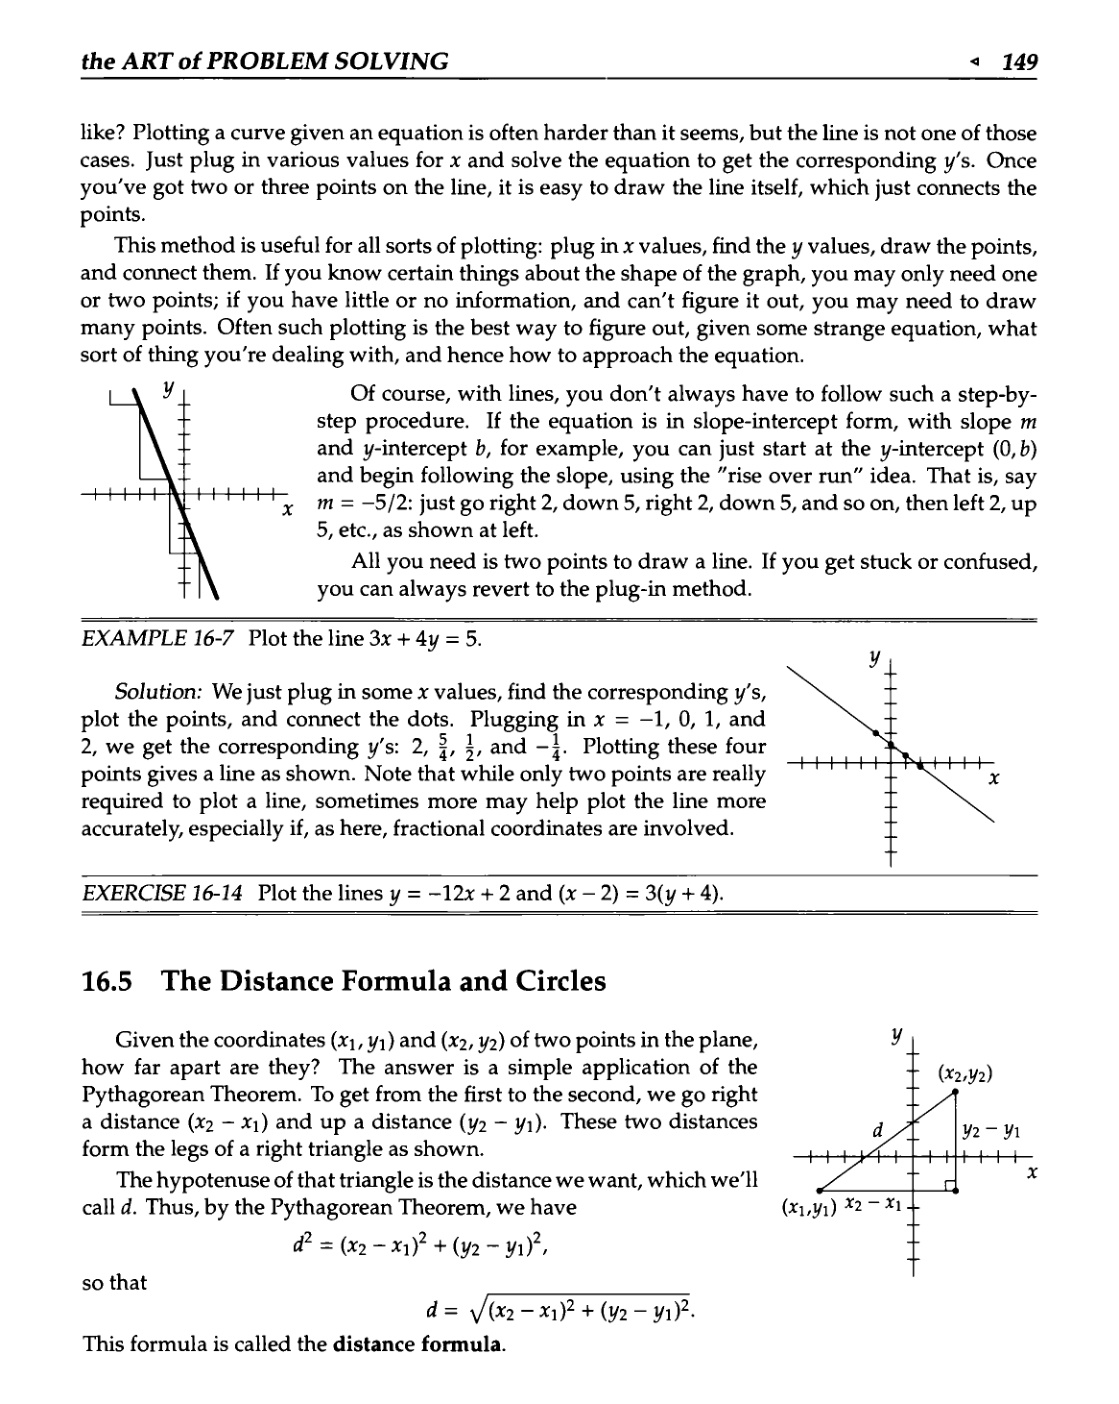 the ART of PROBLEM SOLVING ◃ 149
like? Plotting a curve given an equation is often harder than it seems, but the line is not one of those
cases. Just plug in various values for x and solve the equation to get the corresponding y's. Once
you've got two or three points on the line, it is easy to draw the line itself, which just connects the
points.
This method is useful for all sorts of plotting: plug in x values, find the y values, draw the points,
and connect them. If you know certain things about the shape of the graph, you may only need one
or two points; if you have little or no information, and can't figure it out, you may need to draw
many points. Often such plotting is the best way to figure out, given some strange equation, what
sort of thing you're dealing with, and hence how to approach the equation.
y
x
Of course, with lines, you don't always have to follow such a step-by-
step procedure. If the equation is in slope-intercept form, with slope m
and y-intercept b, for example, you can just start at the y-intercept (0, b)
and begin following the slope, using the "rise over run" idea. That is, say
m = −5/2: just go right 2, down 5, right 2, down 5, and so on, then left 2, up
5, etc., as shown at left.
All you need is two points to draw a line. If you get stuck or confused,
you can always revert to the plug-in method.
EXAMPLE 16-7 Plot the line 3x + 4y = 5.
Solution: We just plug in some x values, find the corresponding y's,
plot the points, and connect the dots. Plugging in x = −1, 0, 1, and
2, we get the corresponding y's: 2, 5/4, 1/2, and −1/4. Plotting these four
points gives a line as shown. Note that while only two points are really
required to plot a line, sometimes more may help plot the line more
accurately, especially if, as here, fractional coordinates are involved.
y
x
EXERCISE 16-14 Plot the lines y = −12x + 2 and (x − 2) = 3(y + 4).
16.5 The Distance Formula and Circles
Given the coordinates (x₁, y₁) and (x₂, y₂) of two points in the plane,
how far apart are they? The answer is a simple application of the
Pythagorean Theorem. To get from the first to the second, we go right
a distance (x₂ − x₁) and up a distance (y₂ − y₁). These two distances
form the legs of a right triangle as shown.
The hypotenuse of that triangle is the distance we want, which we'll
call d. Thus, by the Pythagorean Theorem, we have
d² = (x₂ − x₁)² + (y₂ − y₁)²,
so that
d = √(x₂ − x₁)² + (y₂ − y₁)².
This formula is called the distance formula.
y
(x₂,y₂)
d
y₂ − y₁
x
(x₁,y₁) x₂ − x₁